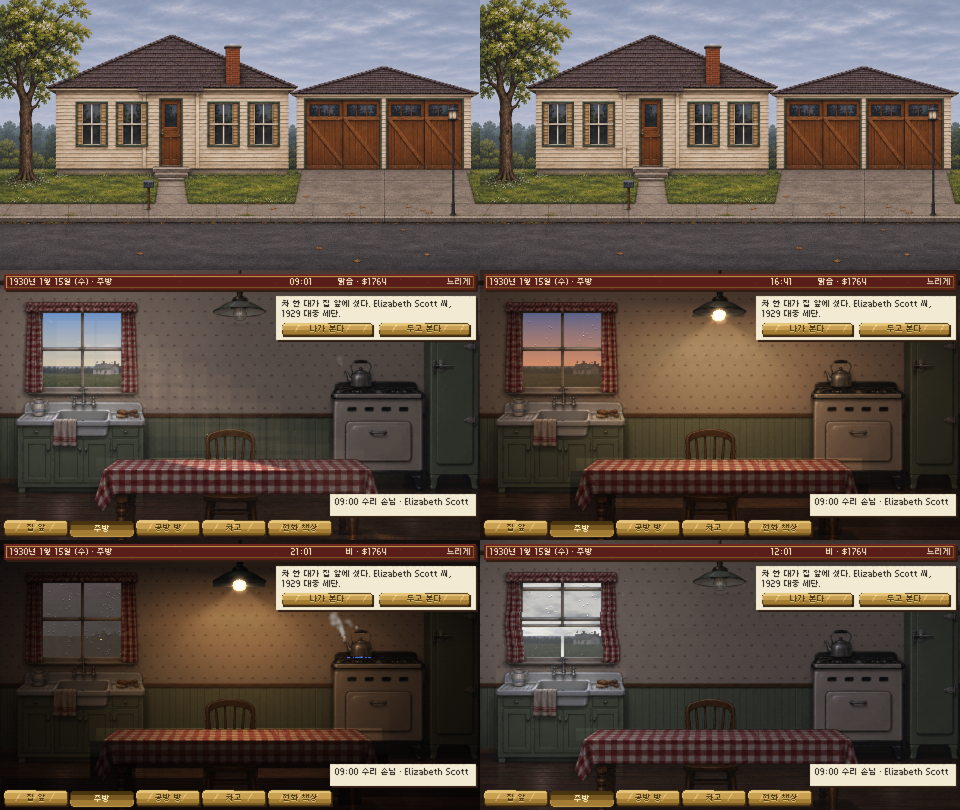 1930년 1월 15일 (수) · 주방 09:01 맑음 · $1764 느리게
차 한 대가 집 앞에 섰다. Elizabeth Scott 씨,
1929 대중 세단.
나가 본다 두고 본다
09:00 수리 손님 · Elizabeth Scott
집 앞 주방 공방 방 차고 전화 책상
1930년 1월 15일 (수) · 주방 16:41 맑음 · $1764 느리게
차 한 대가 집 앞에 섰다. Elizabeth Scott 씨,
1929 대중 세단.
나가 본다 두고 본다
09:00 수리 손님 · Elizabeth Scott
집 앞 주방 공방 방 차고 전화 책상
1930년 1월 15일 (수) · 주방 21:01 비 · $1764 느리게
차 한 대가 집 앞에 섰다. Elizabeth Scott 씨,
1929 대중 세단.
나가 본다 두고 본다
09:00 수리 손님 · Elizabeth Scott
집 앞 주방 공방 방 차고 전화 책상
1930년 1월 15일 (수) · 주방 12:01 비 · $1764 느리게
차 한 대가 집 앞에 섰다. Elizabeth Scott 씨,
1929 대중 세단.
나가 본다 두고 본다
09:00 수리 손님 · Elizabeth Scott
집 앞 주방 공방 방 차고 전화 책상